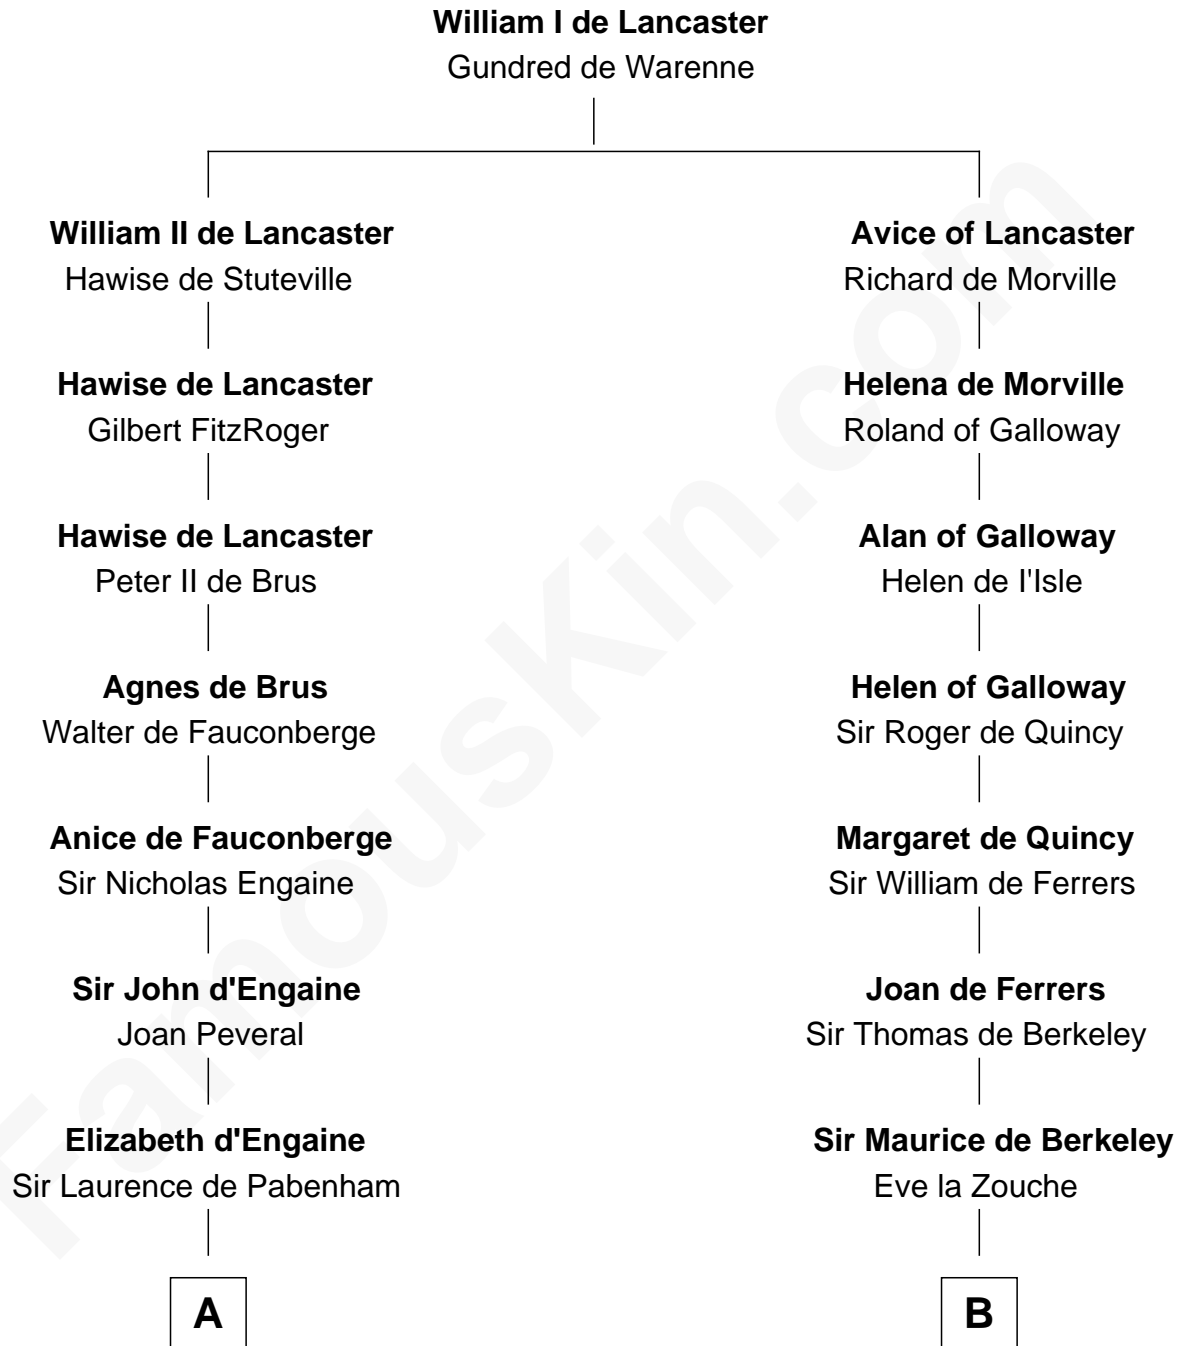 William I de Lancaster
Gundred de Warenne
William II de Lancaster
Hawise de Stuteville
Hawise de Lancaster
Gilbert FitzRoger
Hawise de Lancaster
Peter II de Brus
Agnes de Brus
Walter de Fauconberge
Anice de Fauconberge
Sir Nicholas Engaine
Sir John d'Engaine
Joan Peveral
Elizabeth d'Engaine
Sir Laurence de Pabenham
A
Avice of Lancaster
Richard de Morville
Helena de Morville
Roland of Galloway
Alan of Galloway
Helen de I'Isle
Helen of Galloway
Sir Roger de Quincy
Margaret de Quincy
Sir William de Ferrers
Joan de Ferrers
Sir Thomas de Berkeley
Sir Maurice de Berkeley
Eve la Zouche
B
FamousKin.com